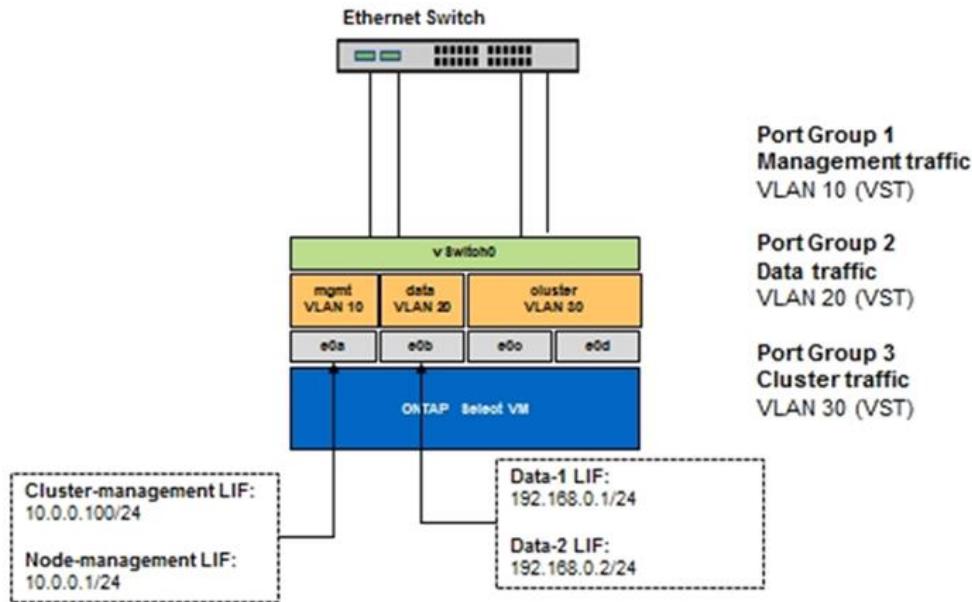 Ethernet Switch
Port Group 1
Management traffic
VLAN 10 (VST)
Port Group 2
Data traffic
VLAN 20 (VST)
Port Group 3
Cluster traffic
VLAN 30 (VST)
vSwitch0
mgmt
VLAN 10
data
VLAN 20
cluster
VLAN 30
e0a
e0b
e0c
e0d
ONTAP Select VM
Cluster-management LIF:
10.0.0.100/24
Node-management LIF:
10.0.0.1/24
Data-1 LIF:
192.168.0.1/24
Data-2 LIF:
192.168.0.2/24